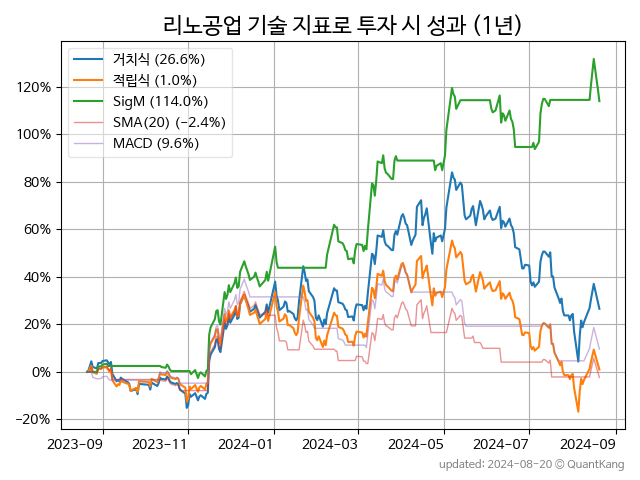 리노공업 기술 지표로 투자 시 성과 (1년)
거치식 (26.6%)
적립식 (1.0%)
SigM (114.0%)
SMA(20) (−2.4%)
MACD (9.6%)
120%
100%
80%
60%
40%
20%
0%
−20%
2023-09
2023-11
2024-01
2024-03
2024-05
2024-07
2024-09
updated: 2024-08-20 © QuantKang